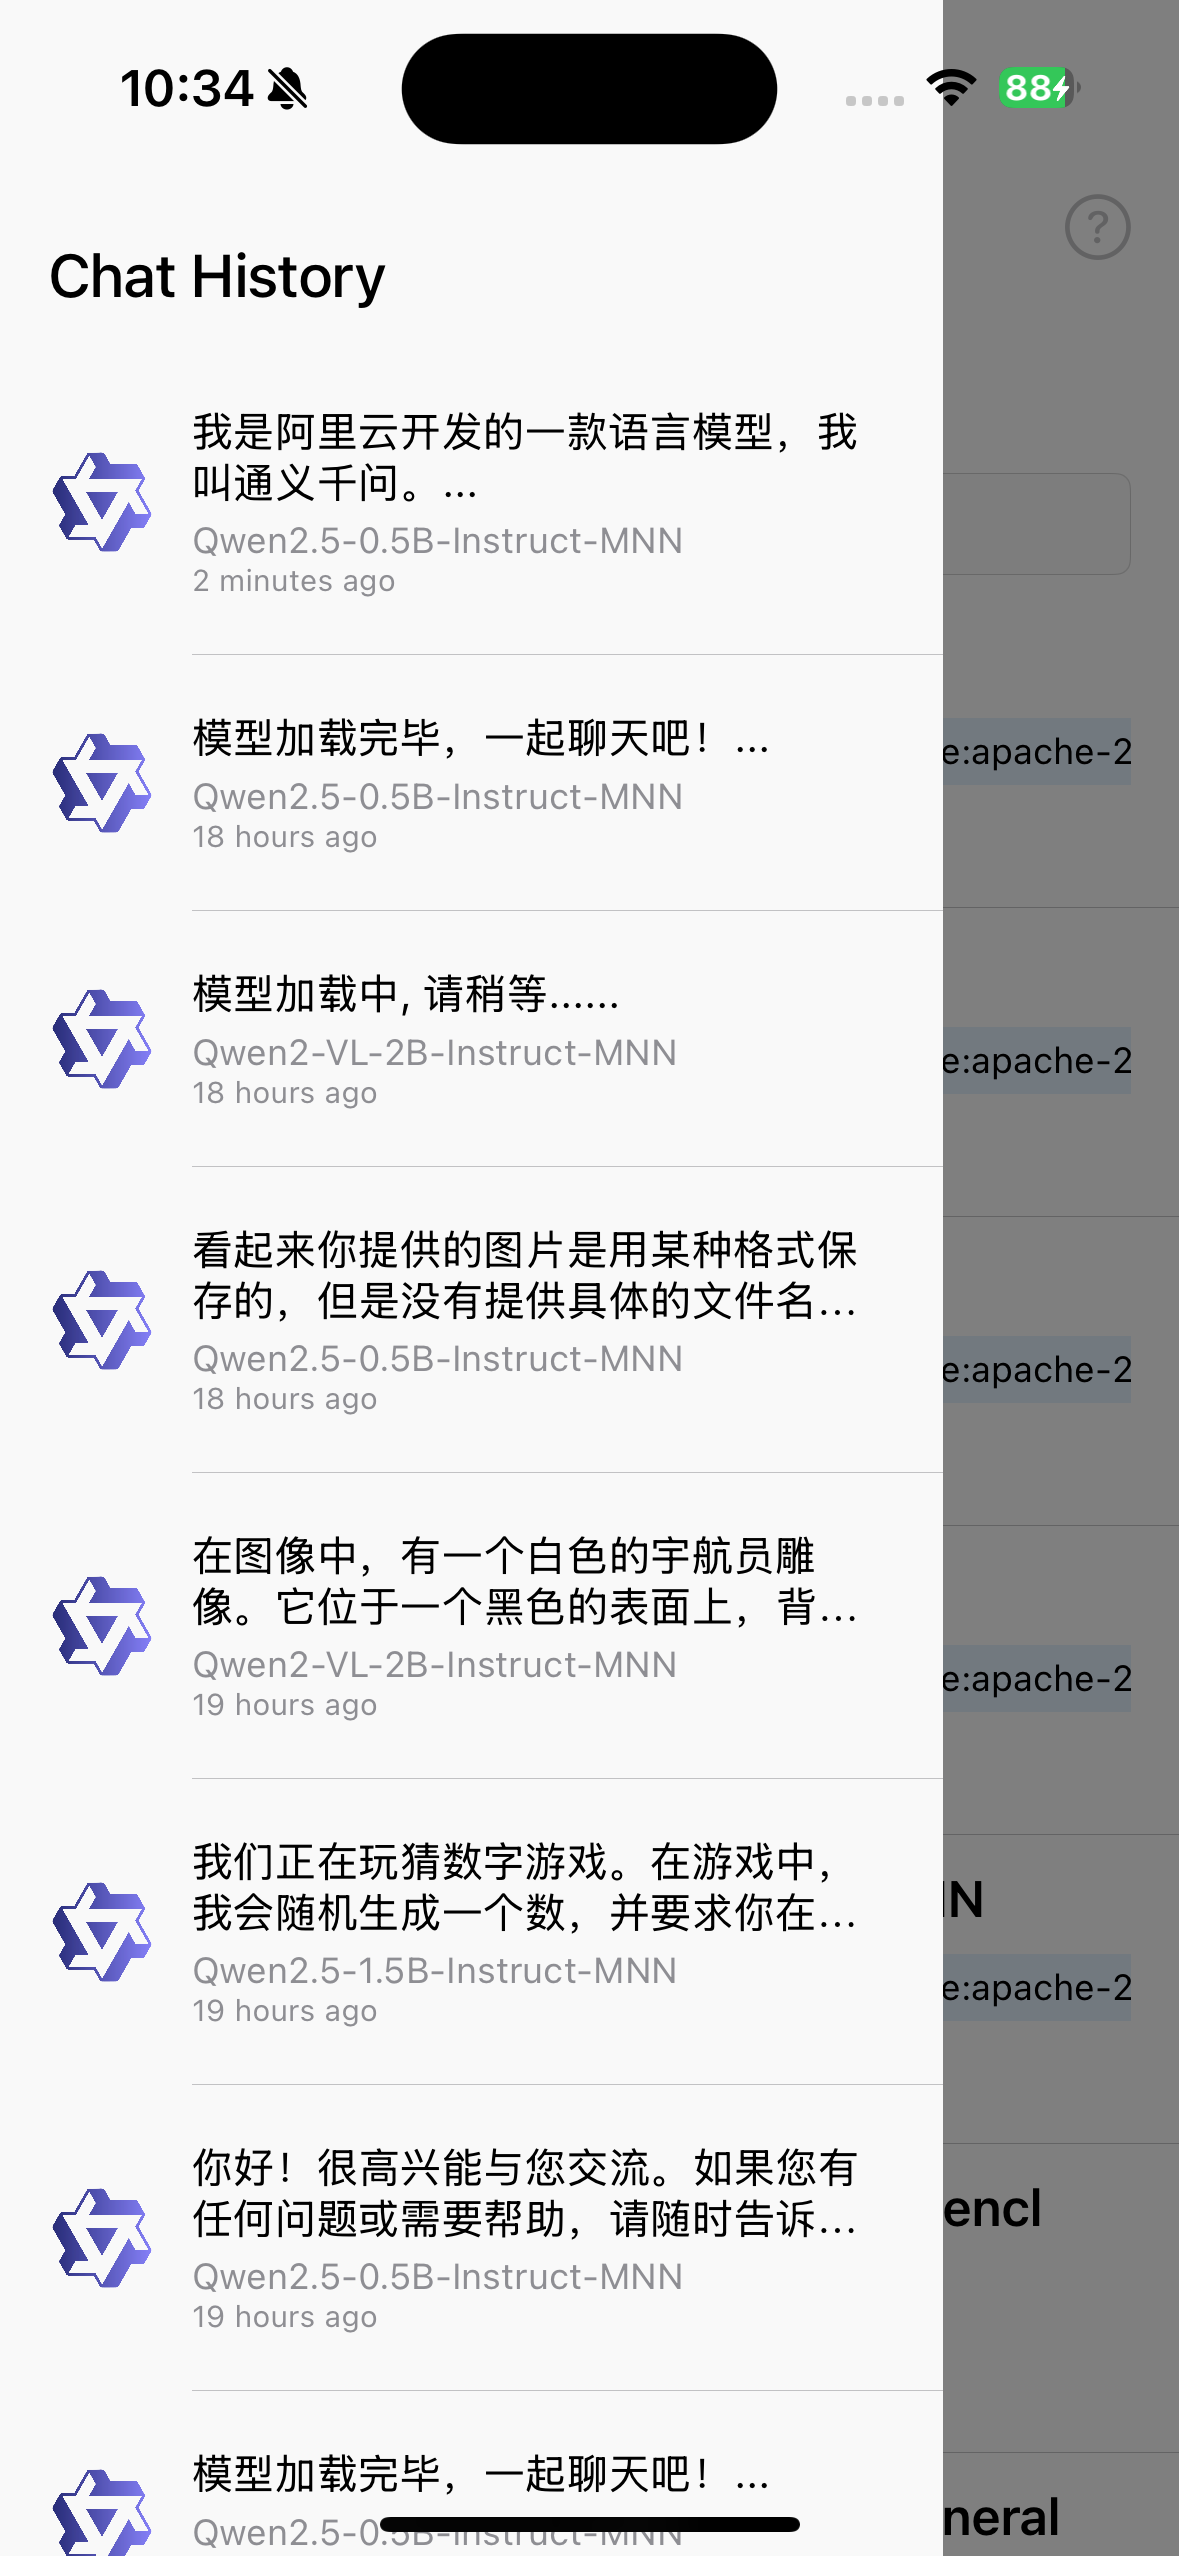 10:34
88
?
Chat History
我是阿里云开发的一款语言模型，我
叫通义千问。...
Qwen2.5-0.5B-Instruct-MNN
2 minutes ago
模型加载完毕，一起聊天吧！...
Qwen2.5-0.5B-Instruct-MNN
18 hours ago
e:apache-2
模型加载中, 请稍等......
Qwen2-VL-2B-Instruct-MNN
18 hours ago
e:apache-2
看起来你提供的图片是用某种格式保
存的，但是没有提供具体的文件名...
Qwen2.5-0.5B-Instruct-MNN
18 hours ago
e:apache-2
在图像中，有一个白色的宇航员雕
像。它位于一个黑色的表面上，背...
Qwen2-VL-2B-Instruct-MNN
19 hours ago
e:apache-2
我们正在玩猜数字游戏。在游戏中，
我会随机生成一个数，并要求你在...
Qwen2.5-1.5B-Instruct-MNN
19 hours ago
IN
e:apache-2
你好！很高兴能与您交流。如果您有
任何问题或需要帮助，请随时告诉...
Qwen2.5-0.5B-Instruct-MNN
19 hours ago
encl
模型加载完毕，一起聊天吧！...
Qwen2.5-0.5B-Instruct-MNN
neral